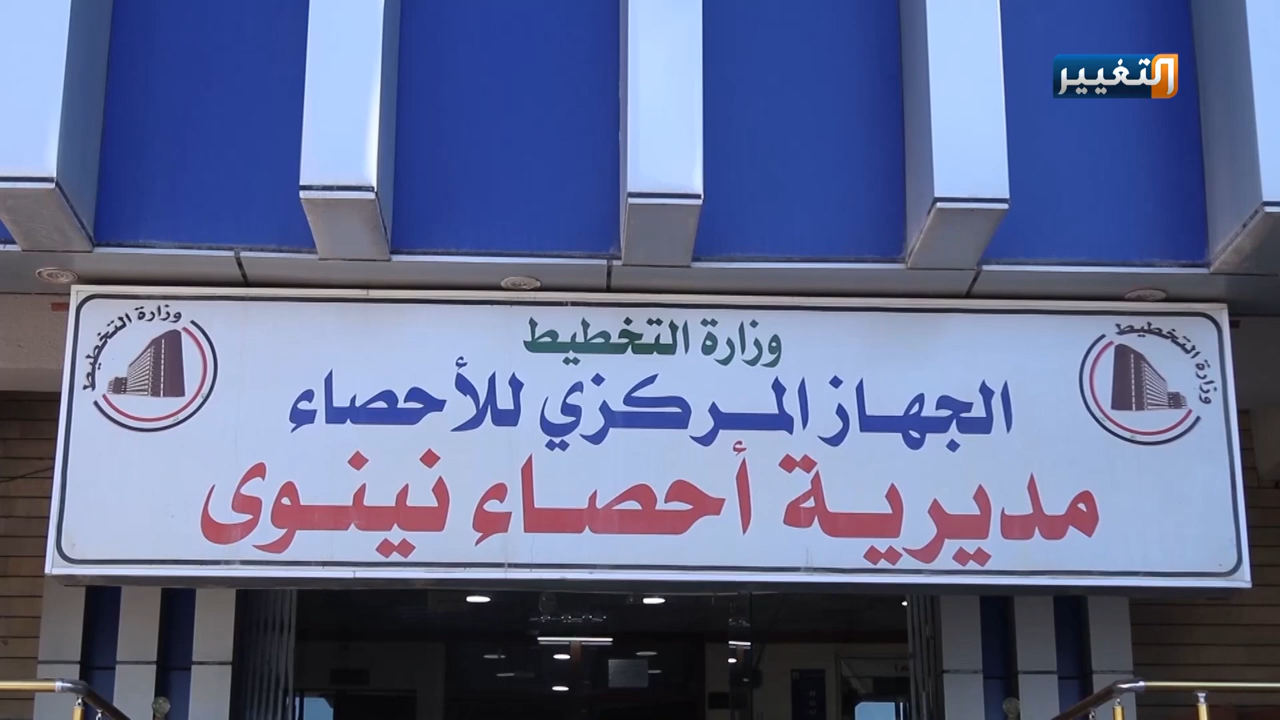 التغيير
وزارة التخطيط
الجهاز المركزي للأحصاء
مديرية أحصاء نينوى
وزارة التخطيط
وزارة التخطيط